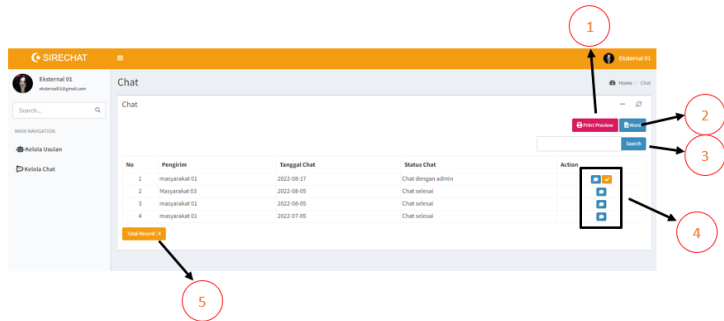 1
SIRECHAT
Eksternal 01
Eksternal 01
eksternal01@gmail.com
Chat
Home
Chat
Search...
Chat
MAIN NAVIGATION
Print Preview
Word
2
Kelola Usulan
Search
3
Kelola Chat
No Pengirim Tanggal Chat Status Chat Action
1 masyarakat 01 2022-08-17 Chat dengan admin
2 Masyarakat 03 2022-08-05 Chat selesai
3 masyarakat 01 2022-08-05 Chat selesai
4 masyarakat 01 2022-07-05 Chat selesai
4
Total Record : 4
5